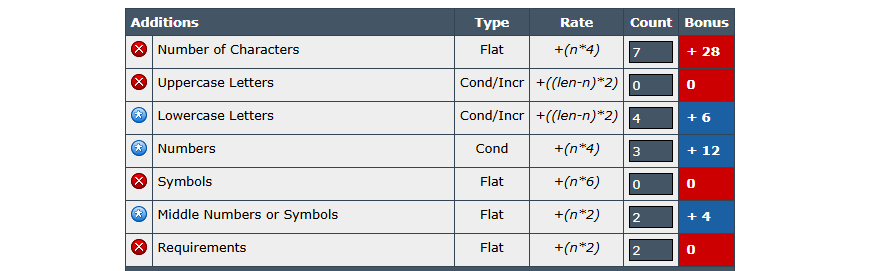 Additions Type Rate Count Bonus
Number of Characters Flat +(n*4) 7 + 28
Uppercase Letters Cond/Incr +((len-n)*2) 0 0
Lowercase Letters Cond/Incr +((len-n)*2) 4 + 6
Numbers Cond +(n*4) 3 + 12
Symbols Flat +(n*6) 0 0
Middle Numbers or Symbols Flat +(n*2) 2 + 4
Requirements Flat +(n*2) 2 0